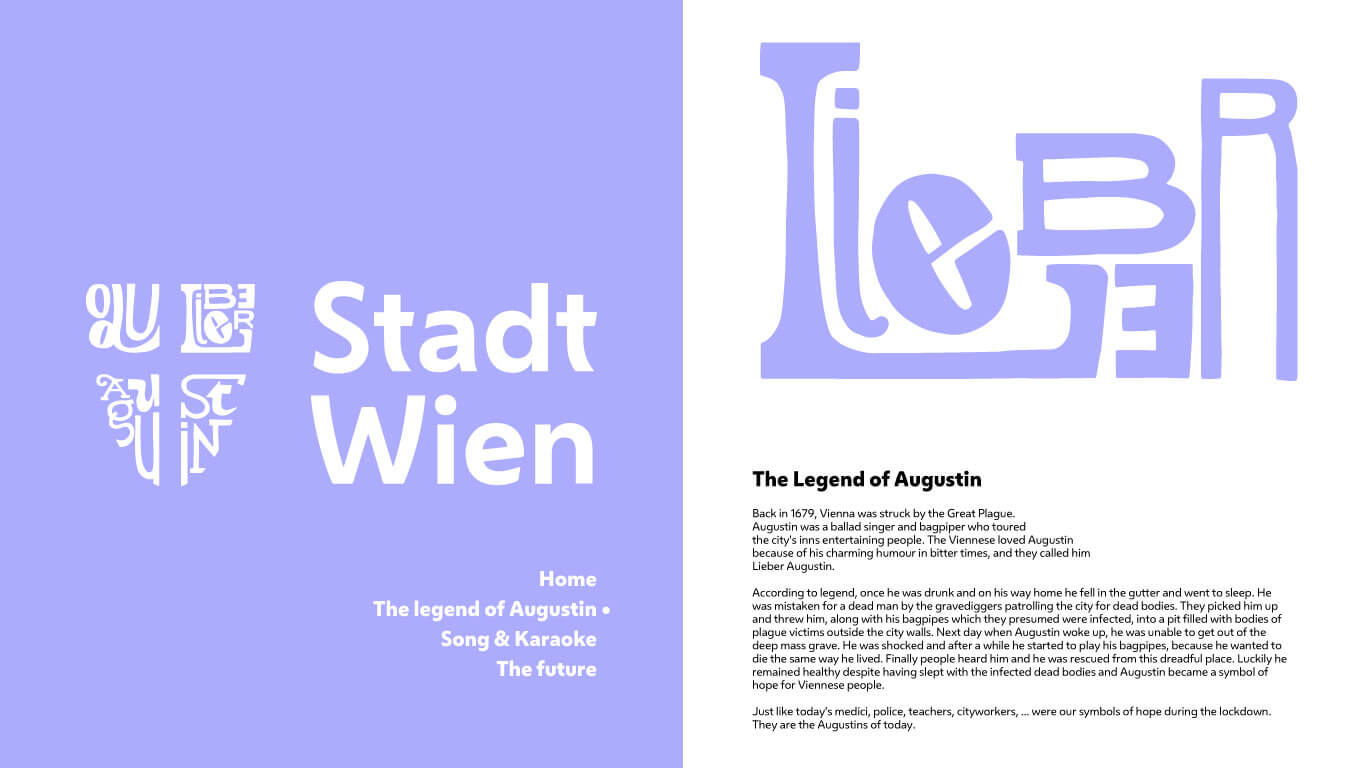 O DU
LIEBER
AUGU
STIN
Stadt
Wien
Home
The legend of Augustin •
Song & Karaoke
The future
LiEBER
The Legend of Augustin
Back in 1679, Vienna was struck by the Great Plague.
Augustin was a ballad singer and bagpiper who toured
the city's inns entertaining people. The Viennese loved Augustin
because of his charming humour in bitter times, and they called him
Lieber Augustin.
According to legend, once he was drunk and on his way home he fell in the gutter and went to sleep. He
was mistaken for a dead man by the gravediggers patrolling the city for dead bodies. They picked him up
and threw him, along with his bagpipes which they presumed were infected, into a pit filled with bodies of
plague victims outside the city walls. Next day when Augustin woke up, he was unable to get out of the
deep mass grave. He was shocked and after a while he started to play his bagpipes, because he wanted to
die the same way he lived. Finally people heard him and he was rescued from this dreadful place. Luckily he
remained healthy despite having slept with the infected dead bodies and Augustin became a symbol of
hope for Viennese people.
Just like today's medici, police, teachers, cityworkers, ... were our symbols of hope during the lockdown.
They are the Augustins of today.